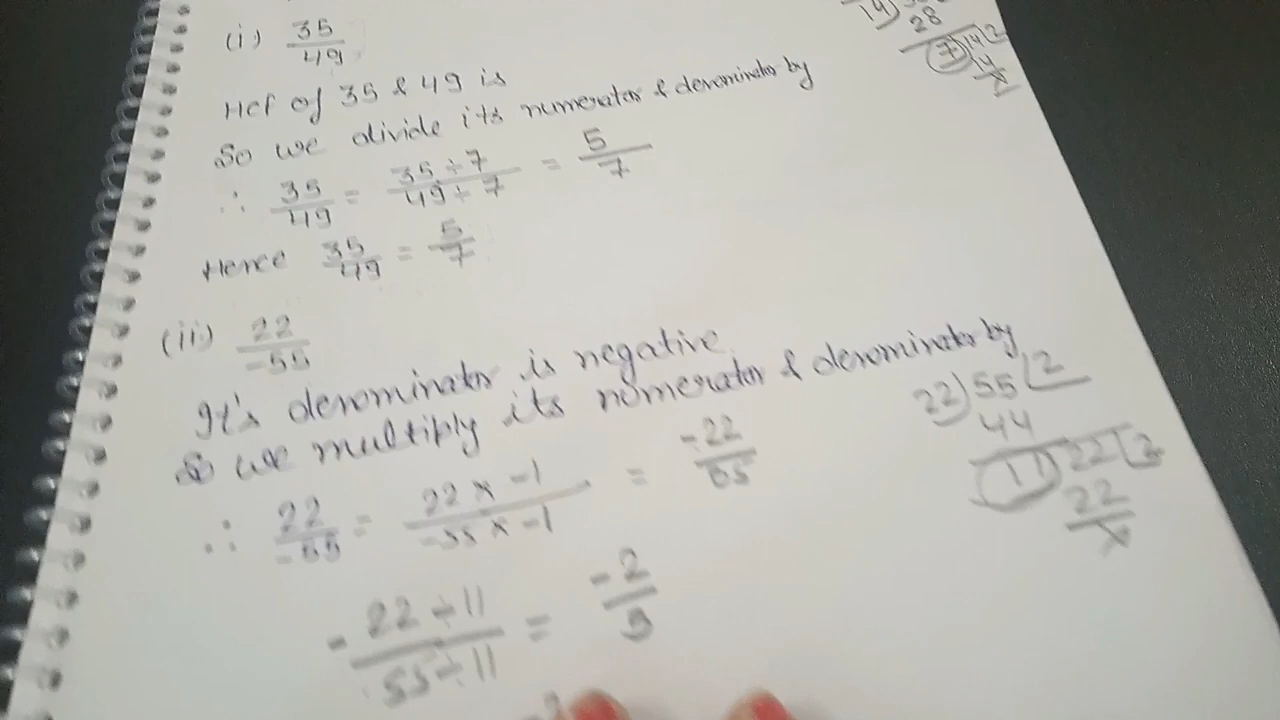 (i) 35/49
HCF of 35 & 49 is
So we divide its numerator & denominator by
∴ 35/49 = 35÷7/49÷7 = 5/7
Hence 35/49 = 5/7
14) 28
7) 14 (2
14
x
(ii) 22/-55
It's denominator is negative
So we multiply its numerator & denominator by
∴ 22/-55 = 22 x -1/-55 x -1 = -22/55
- 22÷11/55÷11 = -2/5
22) 55 (2
44
11) 22 (2
22
x